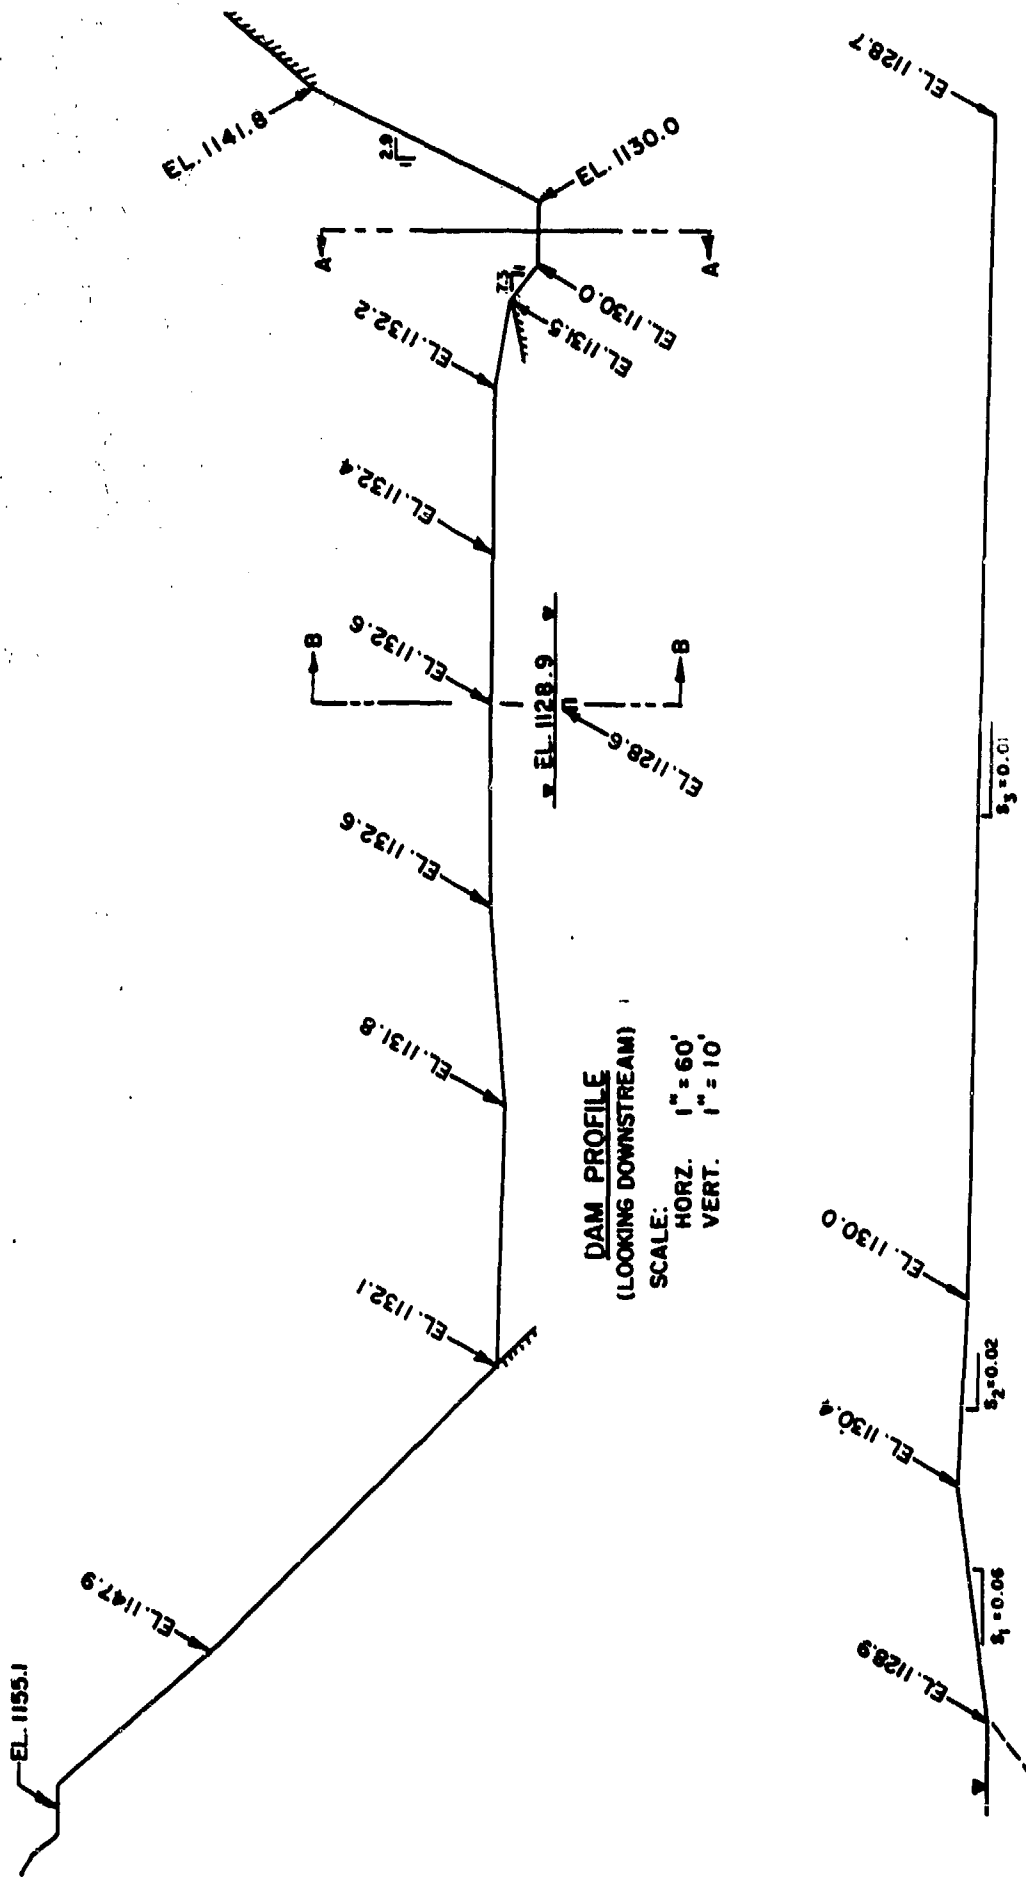 EL. 1155.1
EL. 1147.9
EL. 1132.1
EL. 1131.8
EL. 1132.6
EL. 1132.6
EL. 1132.4
EL. 1132.2
EL. 1131.5
EL. 1130.0
EL. 1130.0
EL. 1141.8
7.3
1
2.9
1
A
A
B
B
EL. 1128.9
EL. 1128.6
DAM PROFILE
(LOOKING DOWNSTREAM)
SCALE:
HORZ. 1" = 60'
VERT. 1" = 10'
EL. 1128.9
EL. 1130.4
EL. 1130.0
EL. 1128.7
S₁ = 0.06
S₂ = 0.02
S₃ = 0.01